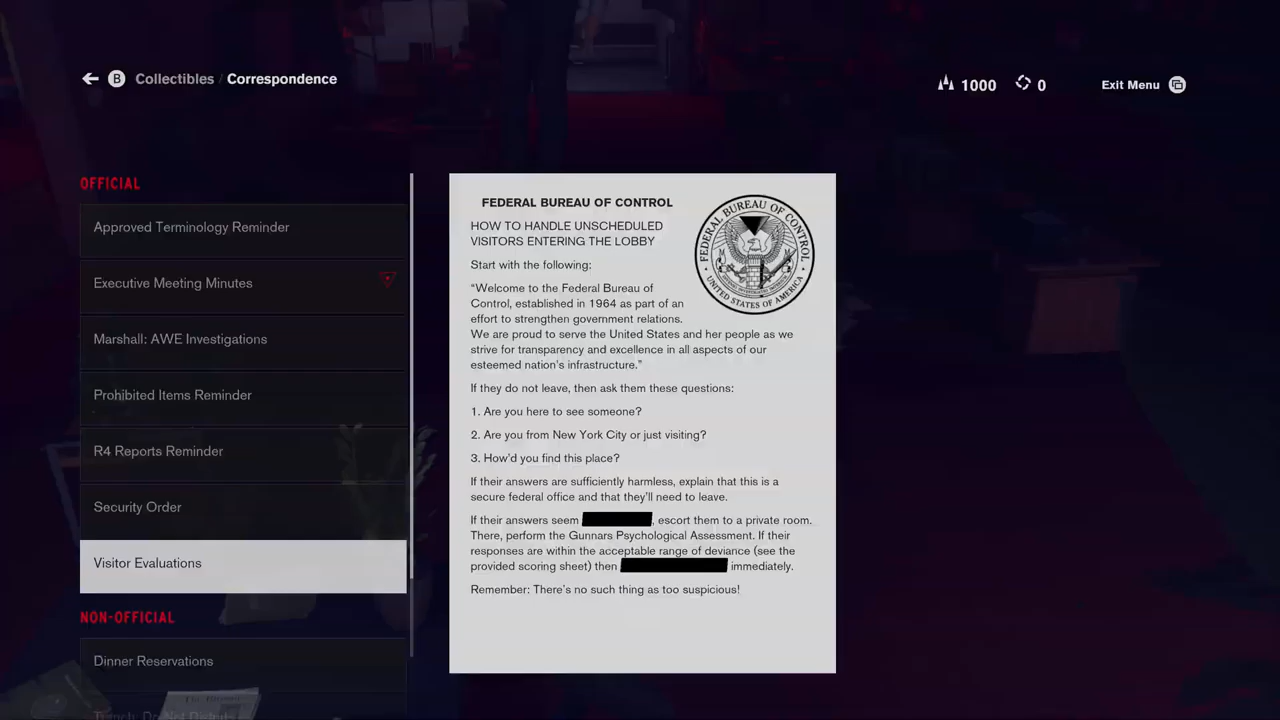 B Collectibles / Correspondence
1000 0 Exit Menu
OFFICIAL
Approved Terminology Reminder
Executive Meeting Minutes
Marshall: AWE Investigations
Prohibited Items Reminder
R4 Reports Reminder
Security Order
Visitor Evaluations
NON-OFFICIAL
Dinner Reservations
FEDERAL BUREAU OF CONTROL
HOW TO HANDLE UNSCHEDULED
VISITORS ENTERING THE LOBBY
Start with the following:
“Welcome to the Federal Bureau of
Control, established in 1964 as part of an
effort to strengthen government relations.
We are proud to serve the United States and her people as we
strive for transparency and excellence in all aspects of our
esteemed nation's infrastructure.”
If they do not leave, then ask them these questions:
1. Are you here to see someone?
2. Are you from New York City or just visiting?
3. How'd you find this place?
If their answers are sufficiently harmless, explain that this is a
secure federal office and that they'll need to leave.
If their answers seem , escort them to a private room.
There, perform the Gunnars Psychological Assessment. If their
responses are within the acceptable range of deviance (see the
provided scoring sheet) then immediately.
Remember: There's no such thing as too suspicious!
FEDERAL BUREAU OF CONTROL
UNITED STATES OF AMERICA